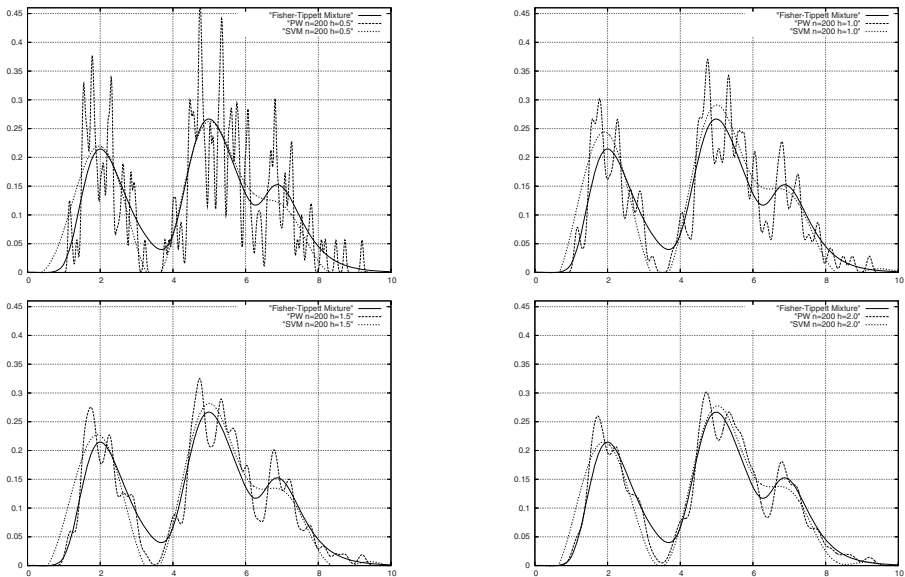 0.45
0.4
0.35
0.3
0.25
0.2
0.15
0.1
0.05
0
0 2 4 6 8 10
"Fisher-Tippett Mixture"
"PW n=200 h=0.5"
"SVM n=200 h=0.5"
0.45
0.4
0.35
0.3
0.25
0.2
0.15
0.1
0.05
0
0 2 4 6 8 10
"Fisher-Tippett Mixture"
"PW n=200 h=1.0"
"SVM n=200 h=1.0"
0.45
0.4
0.35
0.3
0.25
0.2
0.15
0.1
0.05
0
0 2 4 6 8 10
"Fisher-Tippett Mixture"
"PW n=200 h=1.5"
"SVM n=200 h=1.5"
0.45
0.4
0.35
0.3
0.25
0.2
0.15
0.1
0.05
0
0 2 4 6 8 10
"Fisher-Tippett Mixture"
"PW n=200 h=2.0"
"SVM n=200 h=2.0"